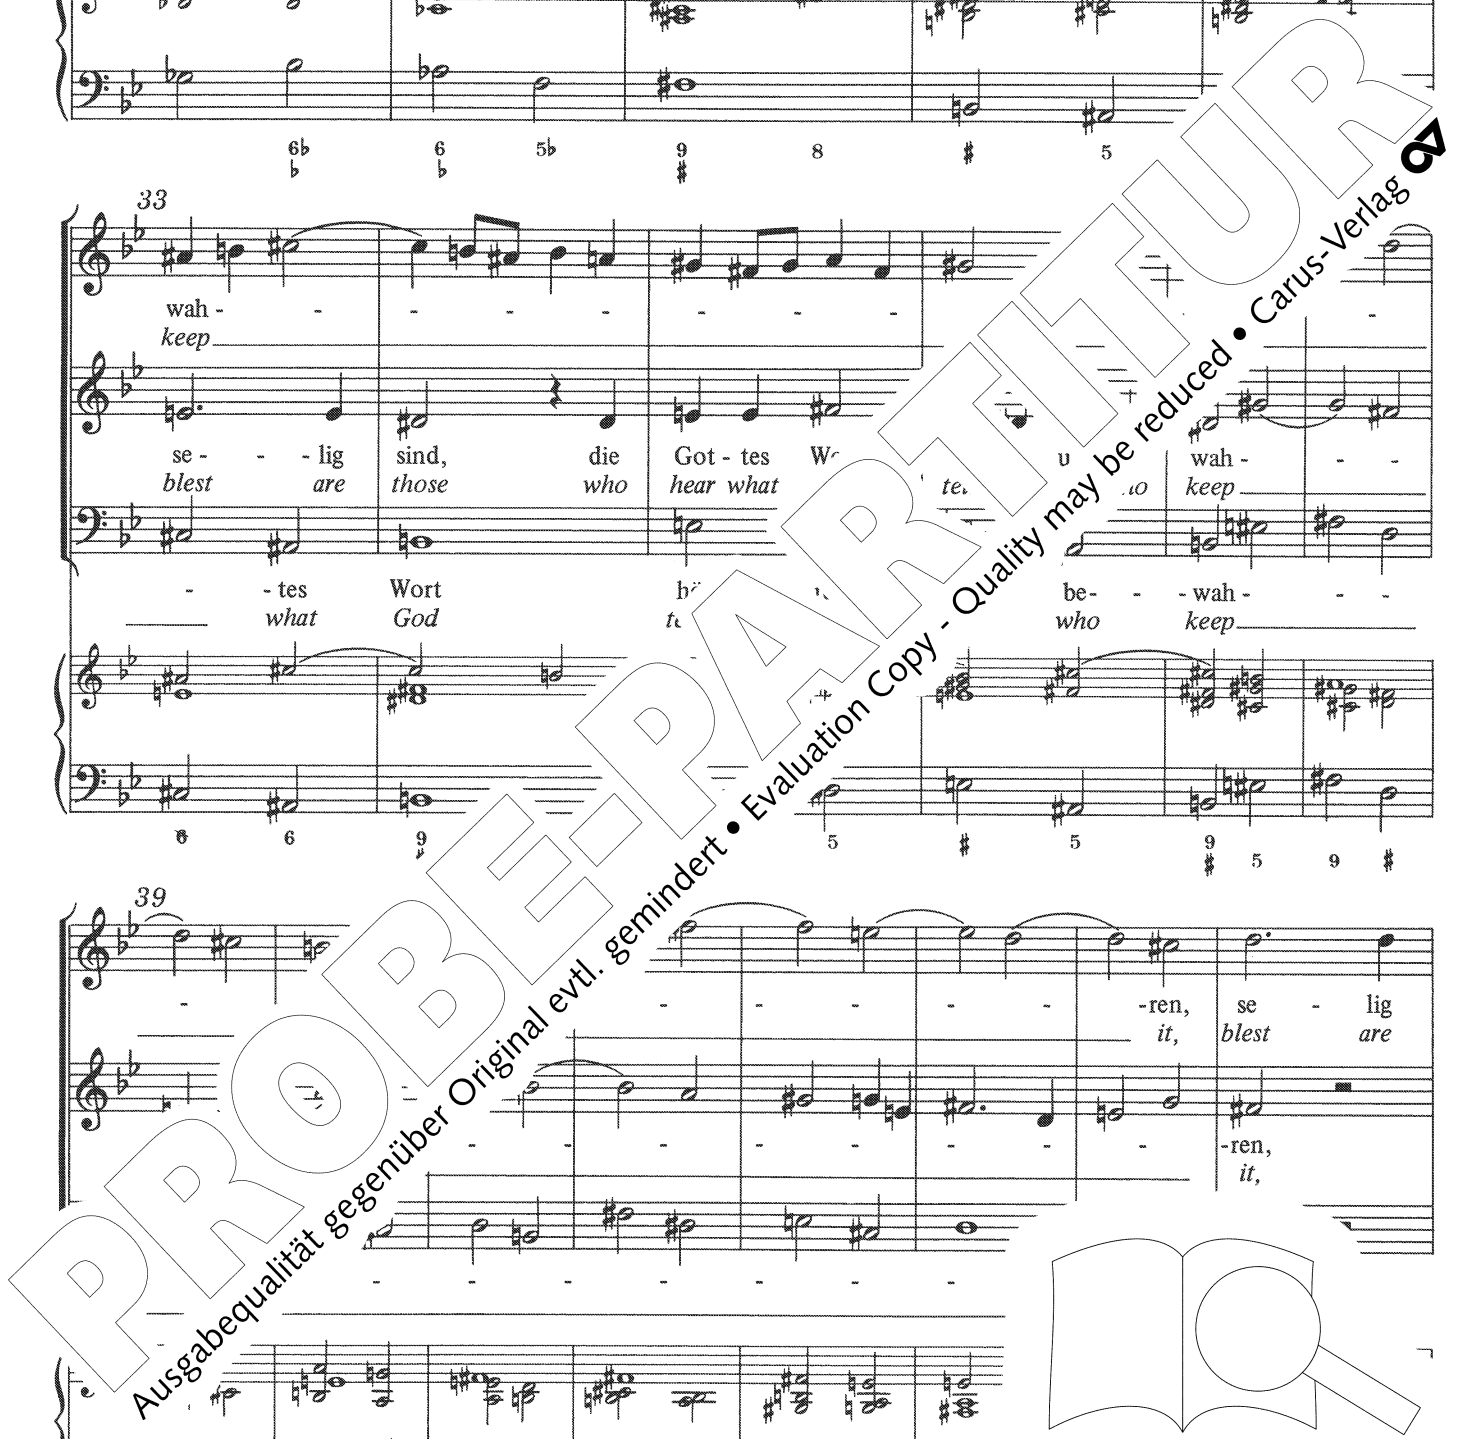 6♭ 6 5♭ 9 8 ♯ 5
♭ ♭ ♯
33
wah - - - - - - - - -
keep
se - - - lig sind, die Got - tes
blest are those who hear what
wah - - -
keep
- - tes Wort be - - - wah - - -
what God who keep
6 6 9 5 ♯ 5 9 5 9 ♯
♯
39
- - - - - - -ren, se - lig
it, blest are
- - - - - - - - -ren,
it,
- - - - - - -
PROBE-PARTITUR
Ausgabequalität gegenüber Original evtl. gemindert • Evaluation Copy - Quality may be reduced • Carus-Verlag